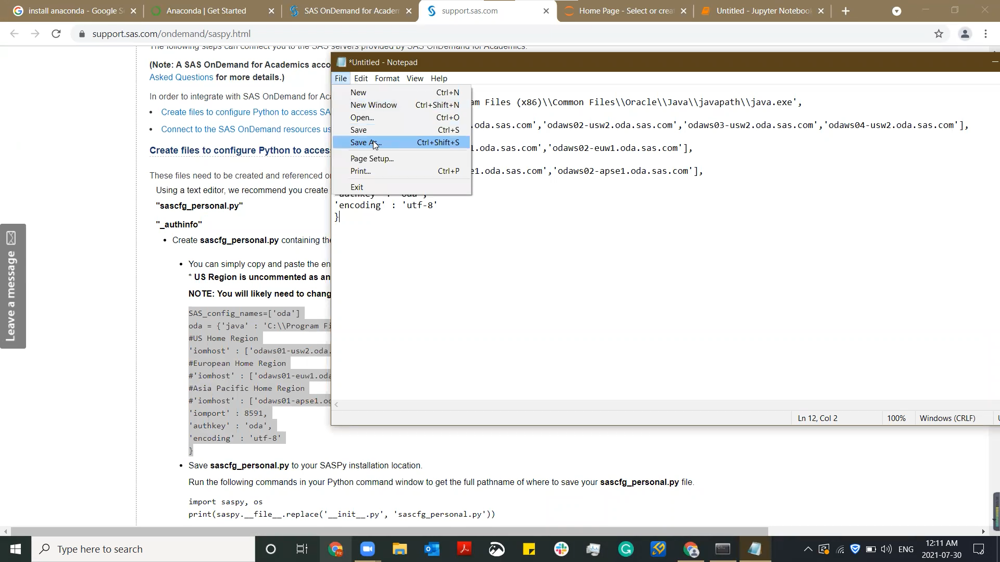 install anaconda - Google S
Anaconda | Get Started
SAS OnDemand for Academ
support.sas.com
Home Page - Select or crea
Untitled - Jupyter Notebook
support.sas.com/ondemand/saspy.html
The following steps can connect you to the SAS servers provided by SAS OnDemand for Academics.
(Note: A SAS OnDemand for Academics acco
Asked Questions for more details.)
In order to integrate with SAS OnDemand for Ac
• Create files to configure Python to access SA
• Connect to the SAS OnDemand resources us
Create files to configure Python to acces
These files need to be created and referenced or
Using a text editor, we recommend you create
"sascfg_personal.py"
"_authinfo"
• Create sascfg_personal.py containing the
• You can simply copy and paste the en
* US Region is uncommented as an
NOTE: You will likely need to chang
SAS_config_names=['oda']
oda = {'java' : 'C:\\Program Fi
#US Home Region
'iomhost' : ['odaws01-usw2.oda.
#European Home Region
#'iomhost' : ['odaws01-euw1.oda
#Asia Pacific Home Region
#'iomhost' : ['odaws01-apse1.od
'iomport' : 8591,
'authkey' : 'oda',
'encoding' : 'utf-8'
}
• Save sascfg_personal.py to your SASPy installation location.
Run the following commands in your Python command window to get the full pathname of where to save your sascfg_personal.py file.
import saspy, os
print(saspy.__file__.replace('__init__.py', 'sascfg_personal.py'))
Leave a message
*Untitled - Notepad
File Edit Format View Help
New Ctrl+N
New Window Ctrl+Shift+N
Open... Ctrl+O
Save Ctrl+S
Save As... Ctrl+Shift+S
Page Setup...
Print... Ctrl+P
Exit
am Files (x86)\\Common Files\\Oracle\\Java\\javapath\\java.exe',
.oda.sas.com','odaws02-usw2.oda.sas.com','odaws03-usw2.oda.sas.com','odaws04-usw2.oda.sas.com'],
1.oda.sas.com','odaws02-euw1.oda.sas.com'],
e1.oda.sas.com','odaws02-apse1.oda.sas.com'],
'authkey' : 'oda',
'encoding' : 'utf-8'
}
Ln 12, Col 2
100%
Windows (CRLF)
Type here to search
ENG
12:11 AM
2021-07-30